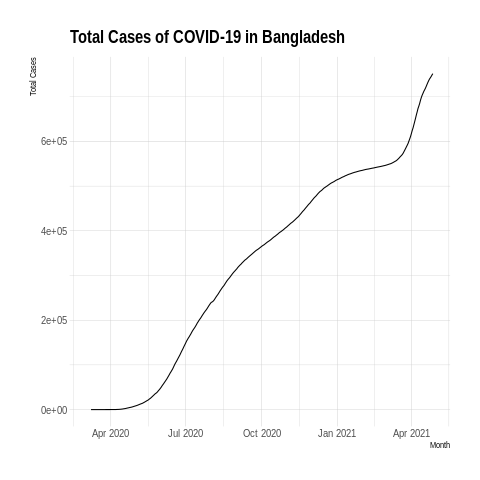 Total Cases of COVID-19 in Bangladesh
Total Cases
6e+05
4e+05
2e+05
0e+00
Apr 2020 Jul 2020 Oct 2020 Jan 2021 Apr 2021
Month